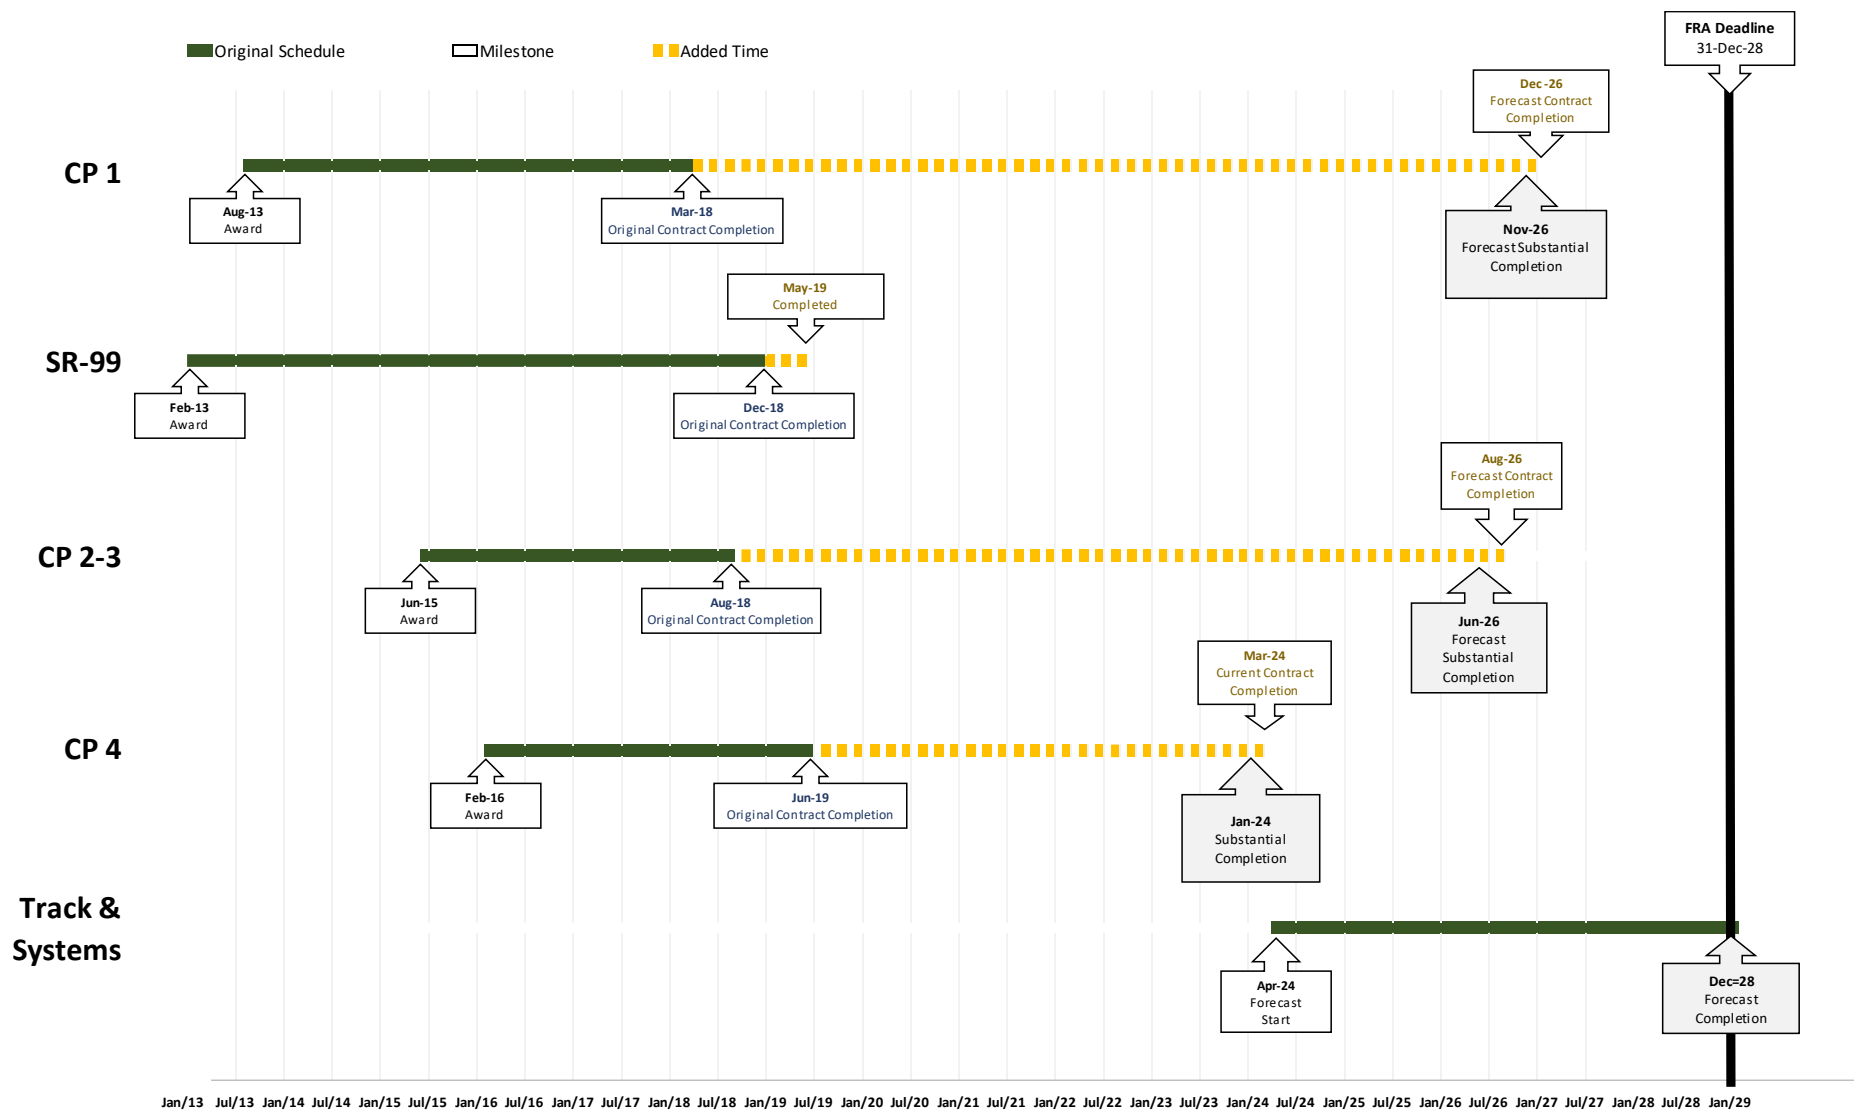 Original Schedule
Milestone
Added Time
FRA Deadline
31-Dec-28
Dec-26
Forecast Contract
Completion
CP 1
Aug-13
Award
Mar-18
Original Contract Completion
Nov-26
Forecast Substantial
Completion
May-19
Completed
SR-99
Feb-13
Award
Dec-18
Original Contract Completion
Aug-26
Forecast Contract
Completion
CP 2-3
Jun-15
Award
Aug-18
Original Contract Completion
Jun-26
Forecast
Substantial
Completion
Mar-24
Current Contract
Completion
CP 4
Feb-16
Award
Jun-19
Original Contract Completion
Jan-24
Substantial
Completion
Track &
Systems
Apr-24
Forecast
Start
Dec=28
Forecast
Completion
Jan/13 Jul/13 Jan/14 Jul/14 Jan/15 Jul/15 Jan/16 Jul/16 Jan/17 Jul/17 Jan/18 Jul/18 Jan/19 Jul/19 Jan/20 Jul/20 Jan/21 Jul/21 Jan/22 Jul/22 Jan/23 Jul/23 Jan/24 Jul/24 Jan/25 Jul/25 Jan/26 Jul/26 Jan/27 Jul/27 Jan/28 Jul/28 Jan/29